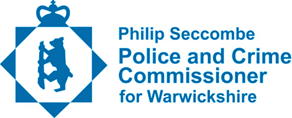 Philip Seccombe
Police and Crime
Commissioner
for Warwickshire